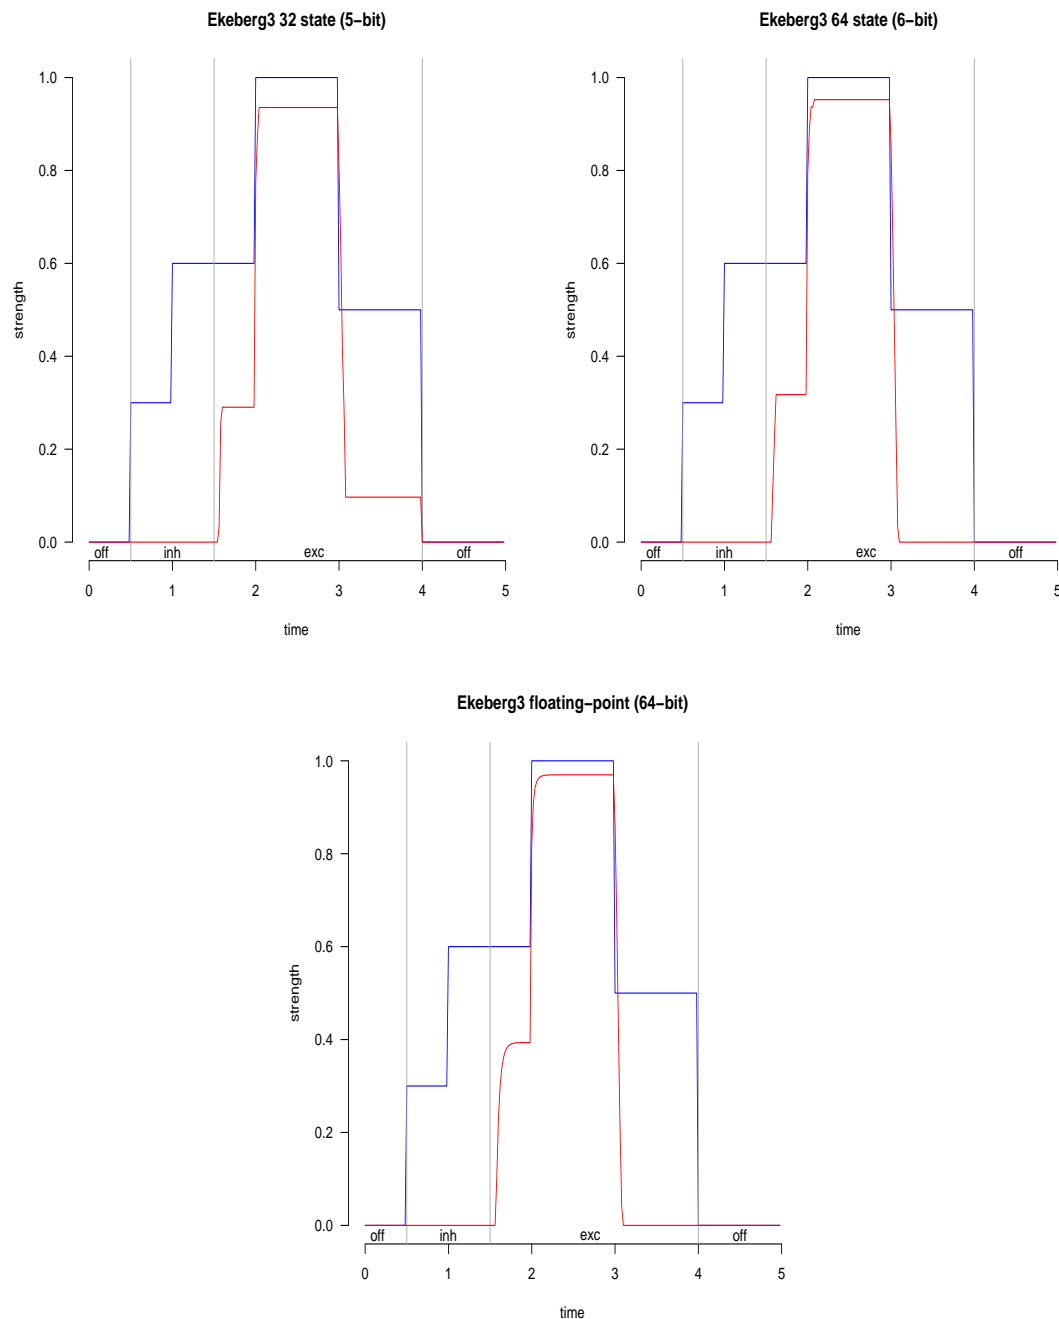 Ekeberg3 32 state (5−bit)
strength
1.0
0.8
0.6
0.4
0.2
0.0
off inh exc off
0 1 2 3 4 5
time
Ekeberg3 64 state (6−bit)
strength
1.0
0.8
0.6
0.4
0.2
0.0
off inh exc off
0 1 2 3 4 5
time
Ekeberg3 floating−point (64−bit)
strength
1.0
0.8
0.6
0.4
0.2
0.0
off inh exc off
0 1 2 3 4 5
time